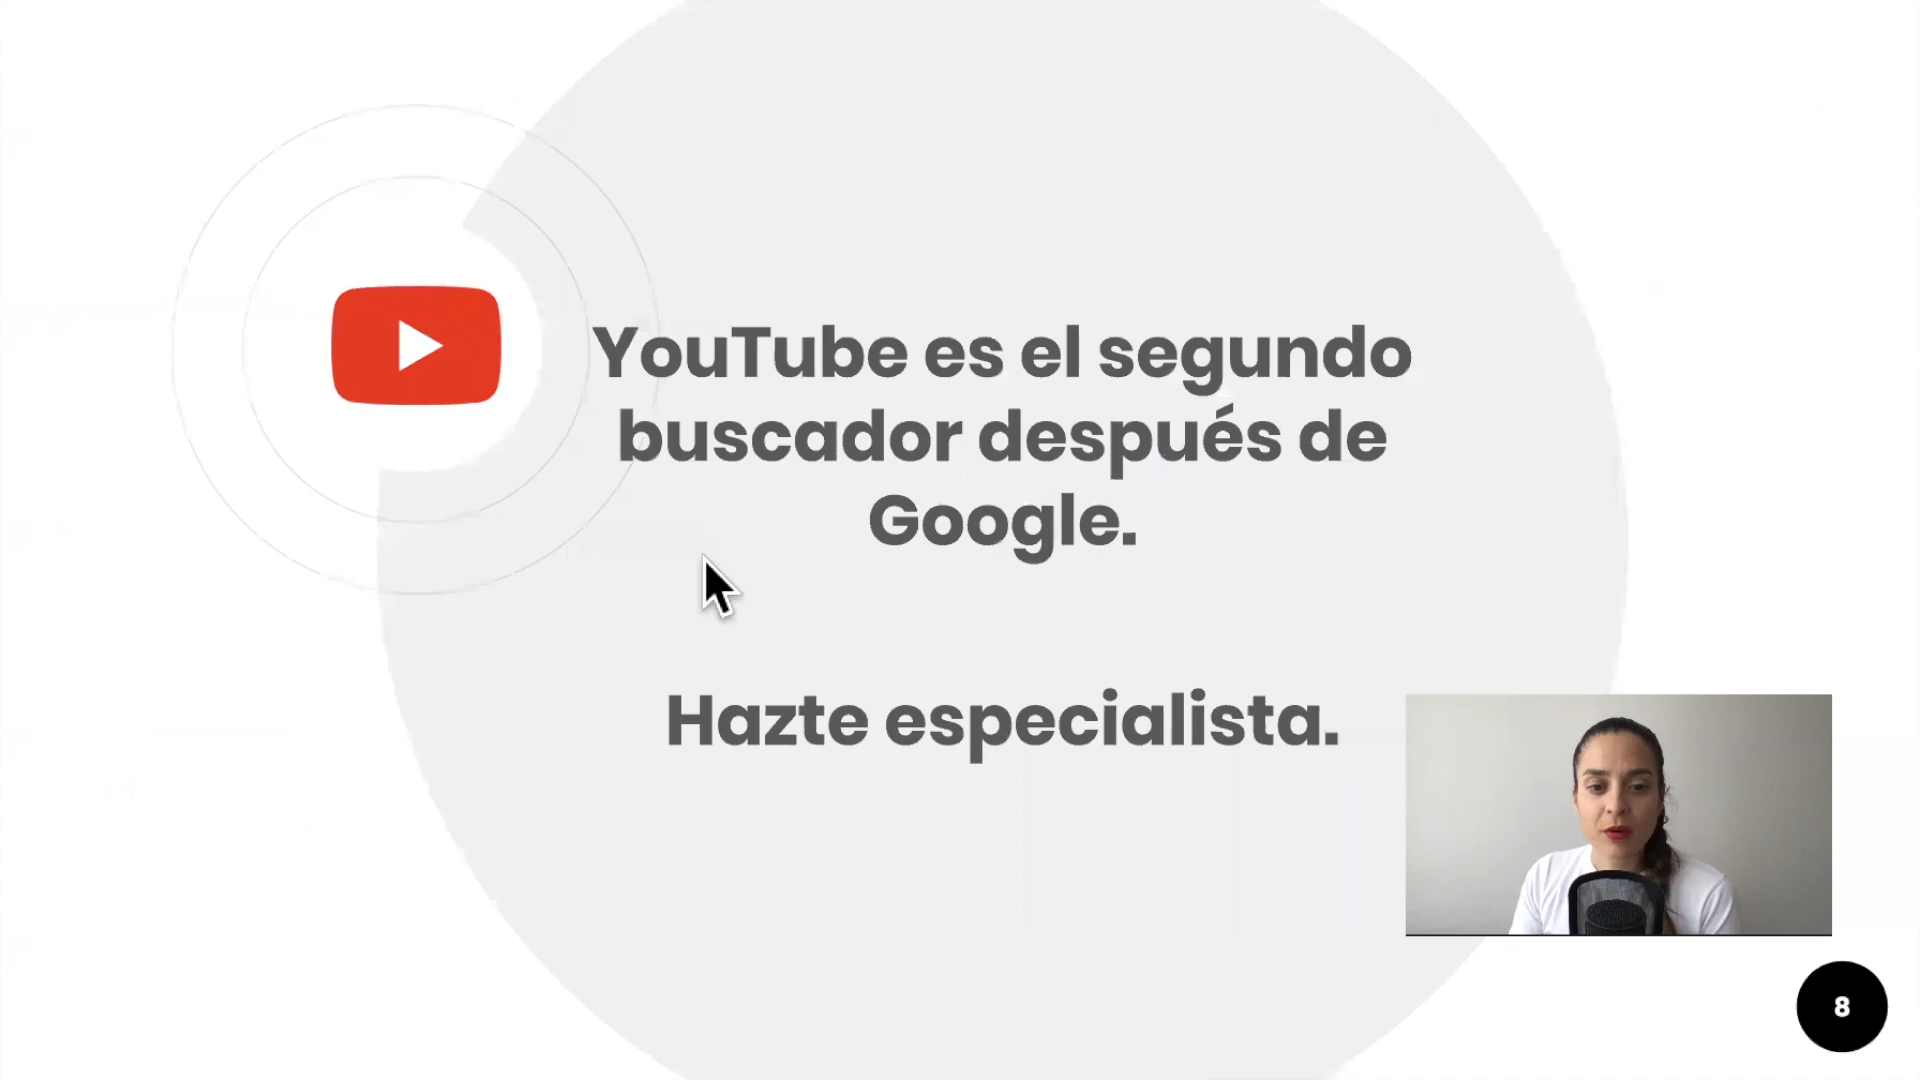 YouTube es el segundo
buscador después de
Google.
Hazte especialista.
8